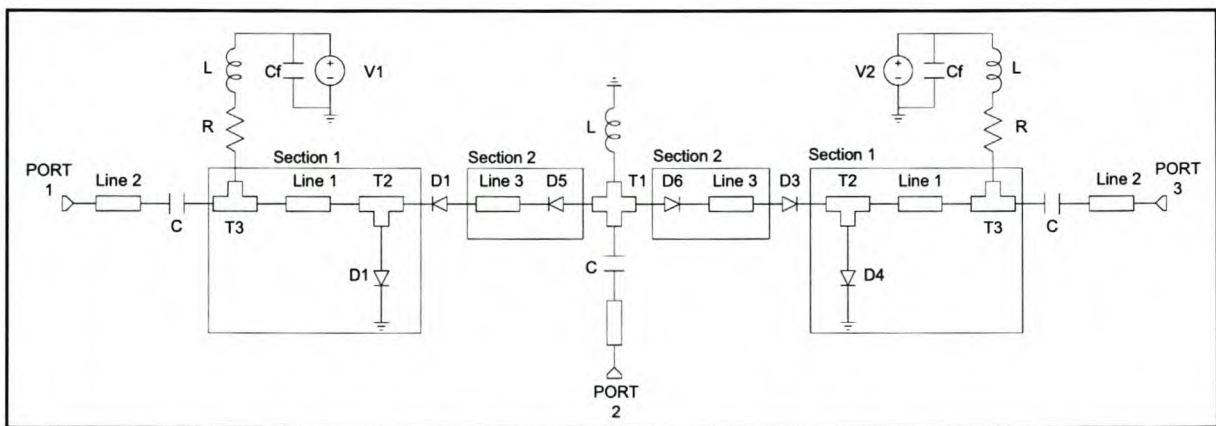 L
Cf
V1
V2
Cf
L
R
L
R
Section 1
Section 2
Section 2
Section 1
PORT
1
Line 2
C
T3
Line 1
T2
D1
Line 3
D5
T1
D6
Line 3
D3
T2
Line 1
T3
C
Line 2
PORT
3
D1
C
D4
PORT
2